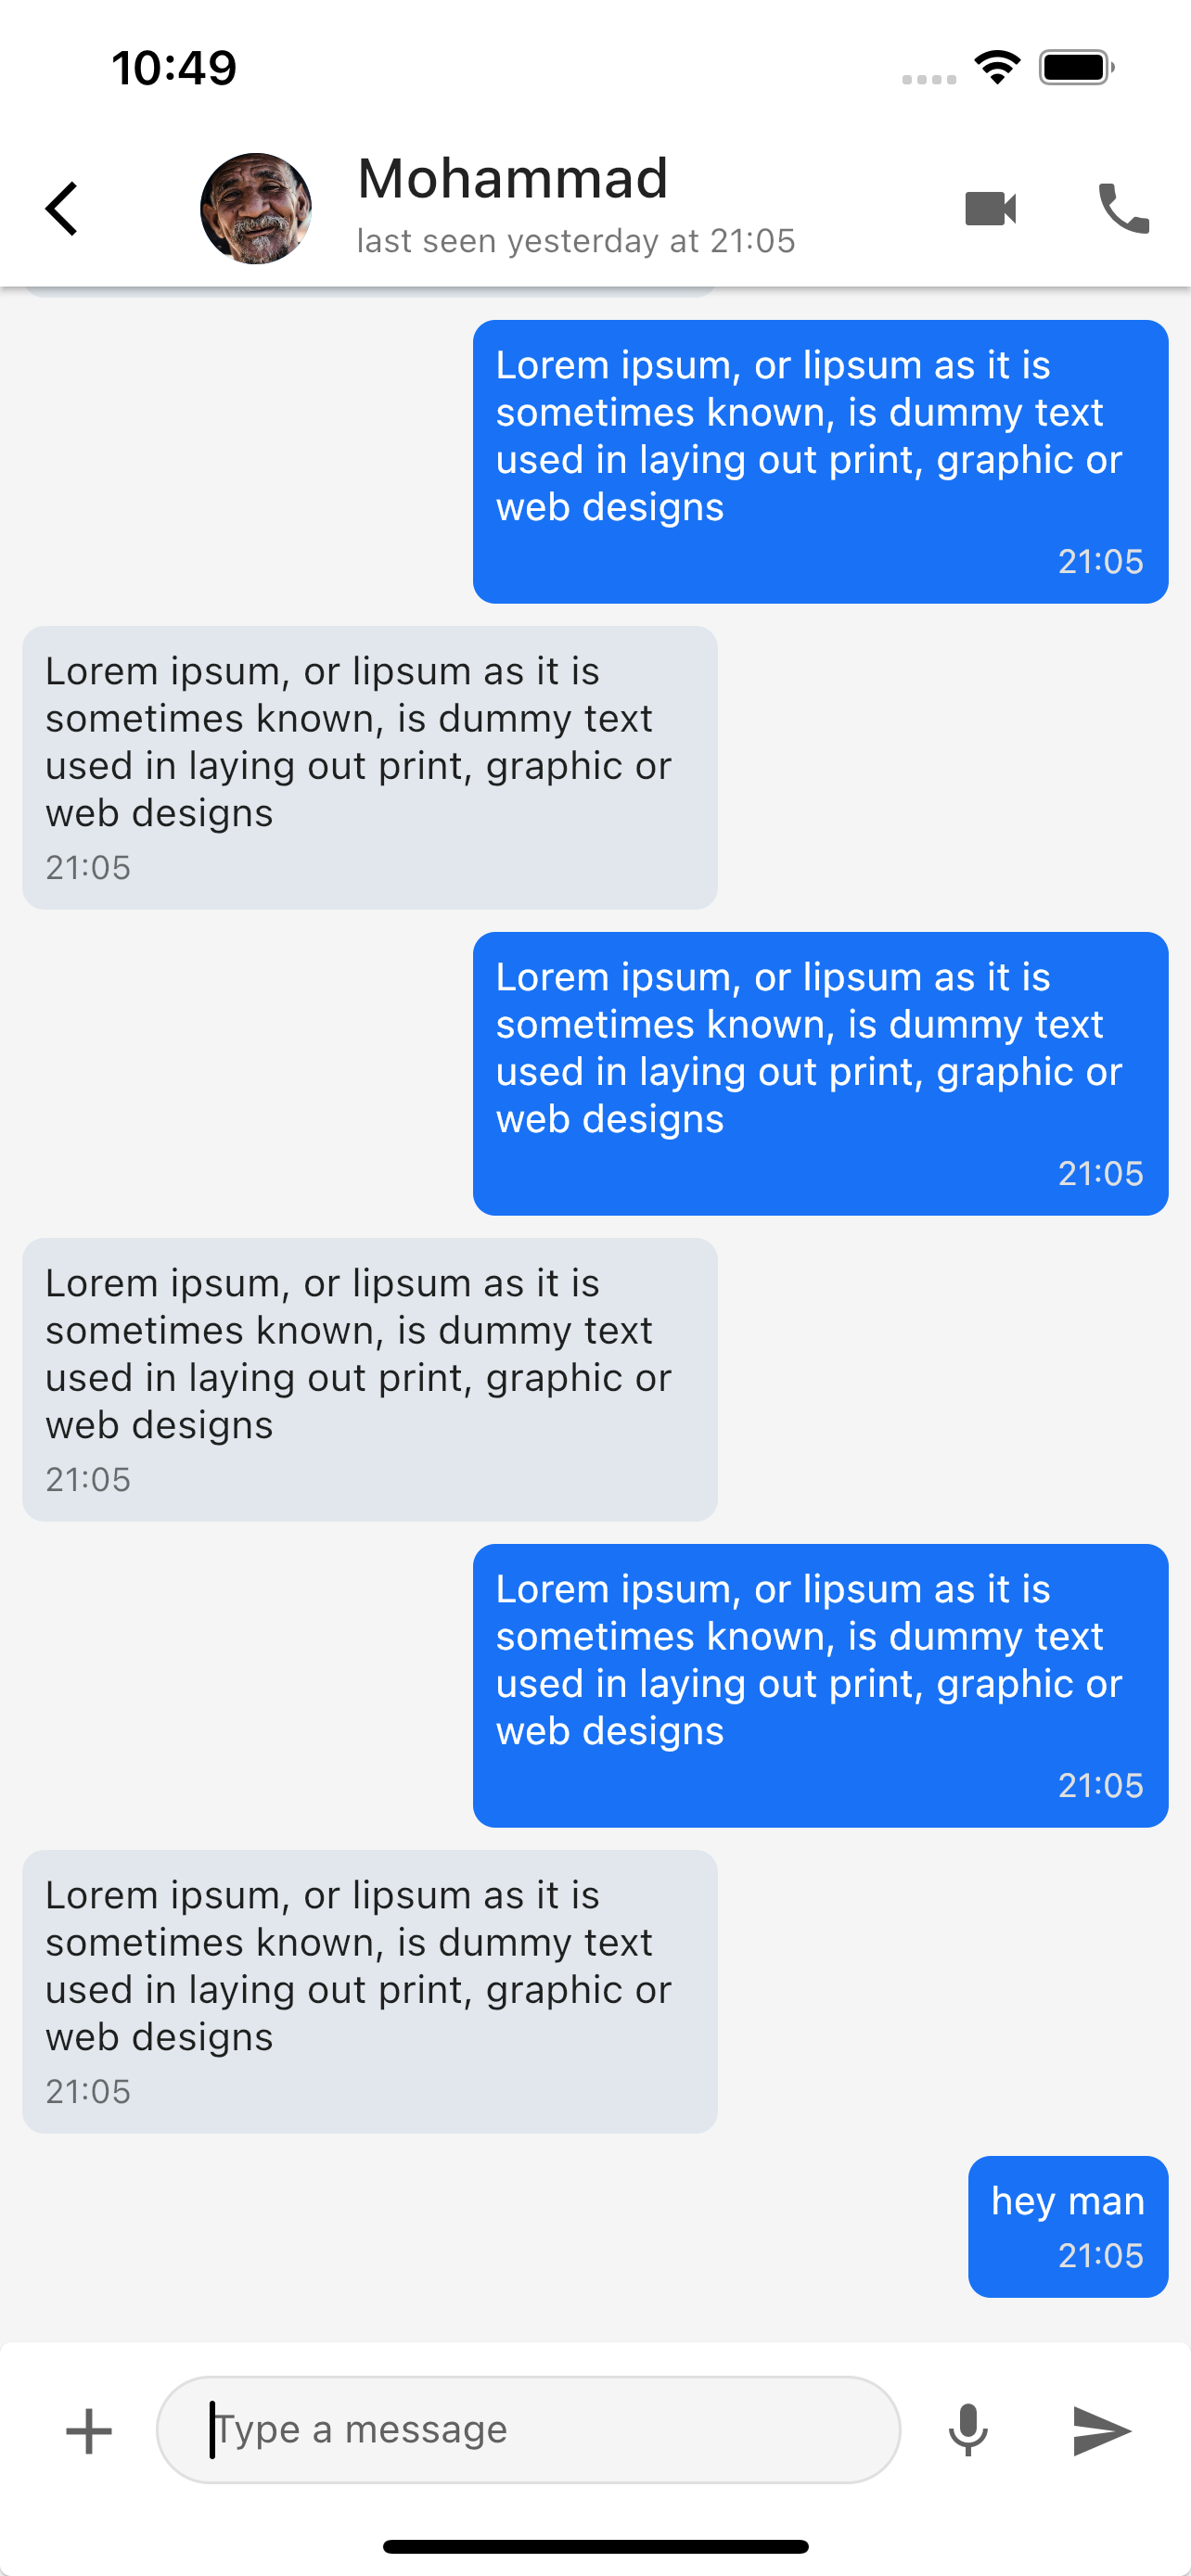 10:49
Mohammad
last seen yesterday at 21:05
Lorem ipsum, or lipsum as it is
sometimes known, is dummy text
used in laying out print, graphic or
web designs
21:05
Lorem ipsum, or lipsum as it is
sometimes known, is dummy text
used in laying out print, graphic or
web designs
21:05
Lorem ipsum, or lipsum as it is
sometimes known, is dummy text
used in laying out print, graphic or
web designs
21:05
Lorem ipsum, or lipsum as it is
sometimes known, is dummy text
used in laying out print, graphic or
web designs
21:05
Lorem ipsum, or lipsum as it is
sometimes known, is dummy text
used in laying out print, graphic or
web designs
21:05
Lorem ipsum, or lipsum as it is
sometimes known, is dummy text
used in laying out print, graphic or
web designs
21:05
hey man
21:05
Type a message